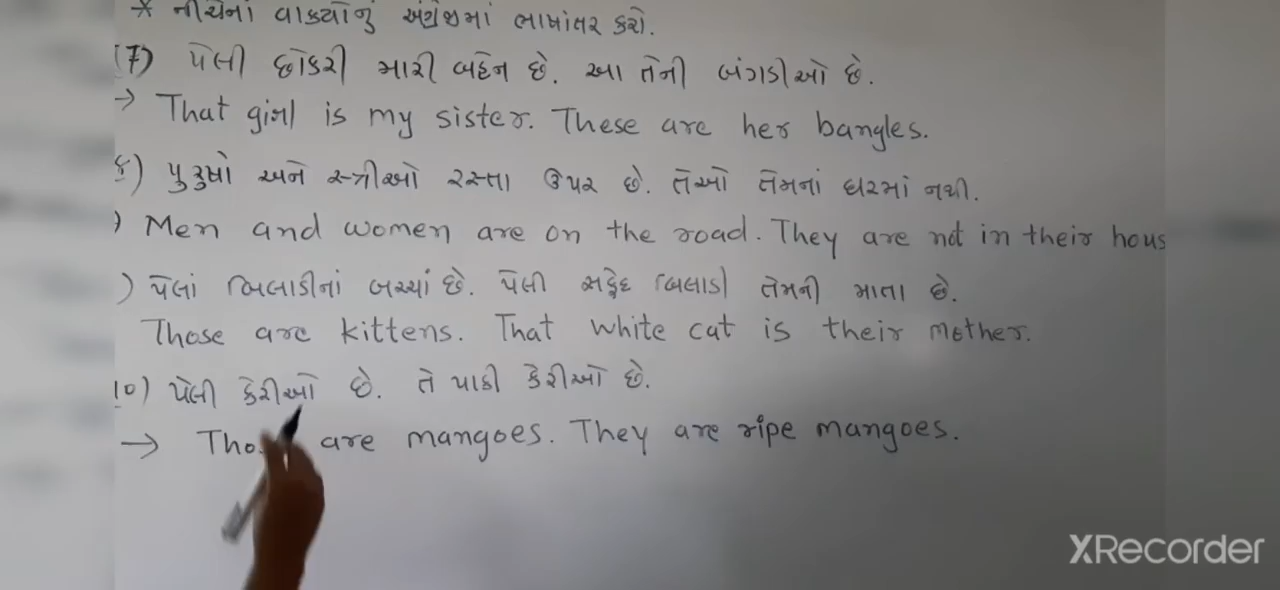 * નીચેનાં વાક્યોનું અંગ્રેજીમાં ભાષાંતર કરો.
(7) પેલી છોકરી મારી બહેન છે. આ તેની બંગડીઓ છે.
→ That girl is my sister. These are her bangles.
) પુરુષો અને સ્ત્રીઓ રસ્તા ઉપર છે. તેઓ તેમનાં ઘરમાં નથી.
) Men and women are on the road. They are not in their hous
) પેલાં બિલાડીનાં બચ્ચાં છે. પેલી સફેદ બિલાડી તેમની માતા છે.
Those are kittens. That white cat is their mother.
10) પેલી કેરીઓ છે. તે પાકી કેરીઓ છે.
→ Tho are mangoes. They are ripe mangoes.
XRecorder